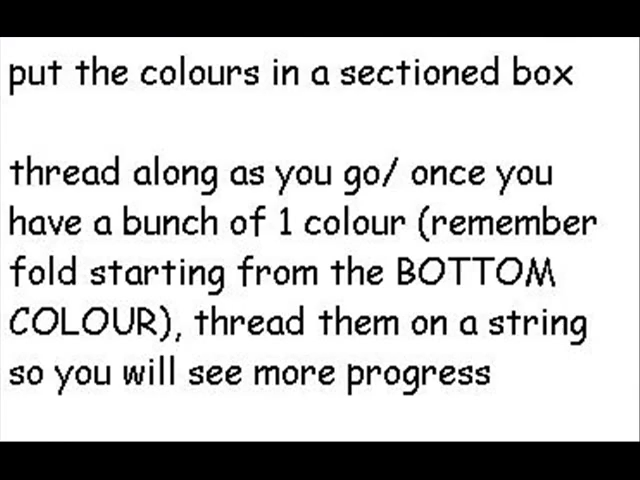 put the colours in a sectioned box
thread along as you go/ once you
have a bunch of 1 colour (remember
fold starting from the BOTTOM
COLOUR), thread them on a string
so you will see more progress